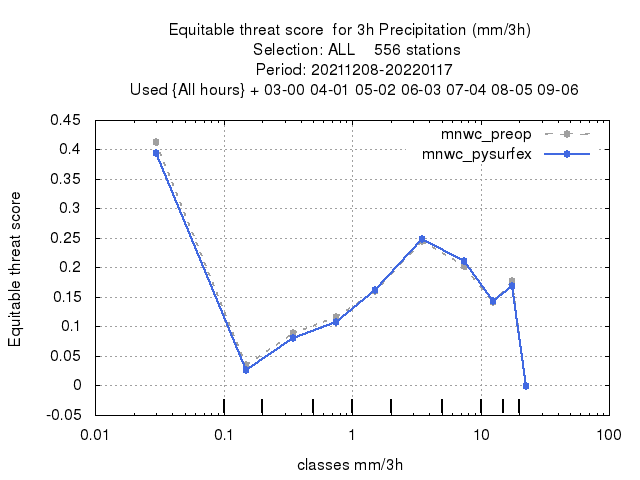 Equitable threat score  for 3h Precipitation (mm/3h)
Selection: ALL    556 stations
Period: 20211208-20220117
Used {All hours} + 03-00 04-01  05-02  06-03  07-04  08-05 09-06
mnwc_preop
mnwc_pysurfex
Equitable threat score
0.45
0.4
0.35
0.3
0.25
0.2
0.15
0.1
0.05
0
-0.05
0.01
0.1
1
10
100
classes mm/3h